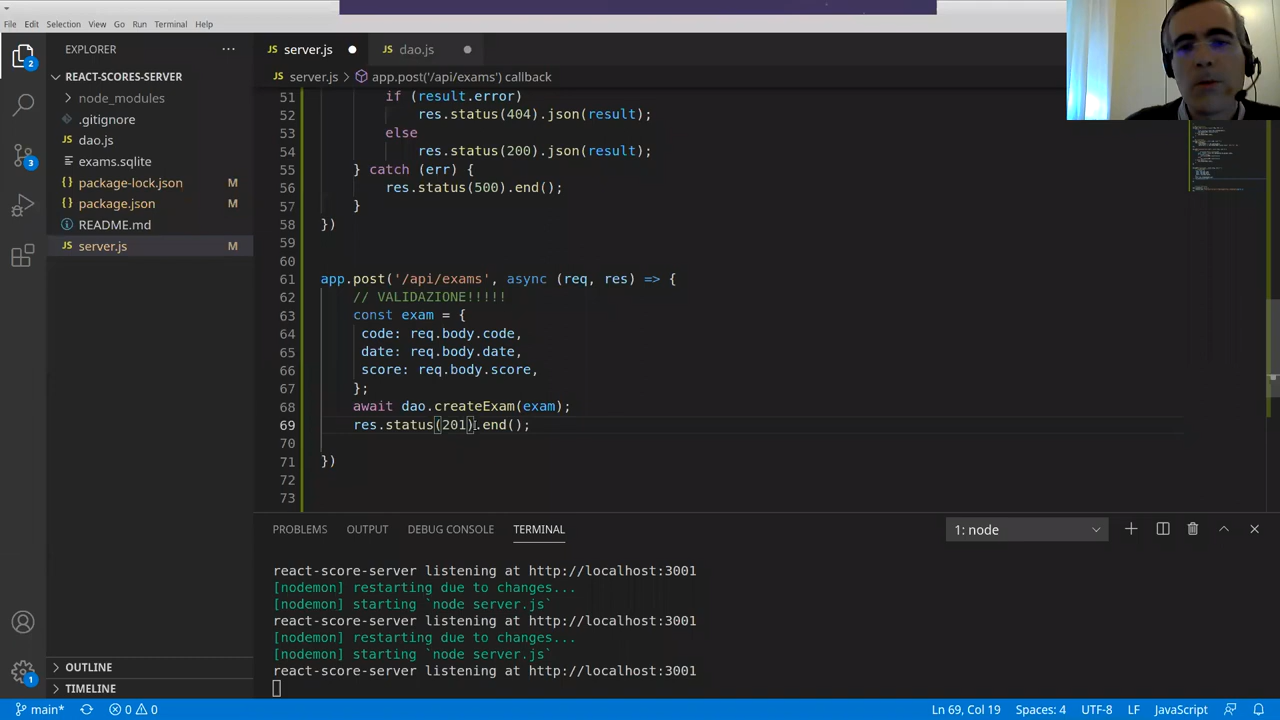 File Edit Selection View Go Run Terminal Help
EXPLORER
JS server.js
JS dao.js
REACT-SCORES-SERVER
JS server.js > app.post('/api/exams') callback
node_modules
.gitignore
JS dao.js
exams.sqlite
{} package-lock.json M
{} package.json M
README.md
JS server.js M
2
3
1
51 if (result.error)
52 res.status(404).json(result);
53 else
54 res.status(200).json(result);
55 } catch (err) {
56 res.status(500).end();
57 }
58 })
59
60
61 app.post('/api/exams', async (req, res) => {
62 // VALIDAZIONE!!!!!
63 const exam = {
64 code: req.body.code,
65 date: req.body.date,
66 score: req.body.score,
67 };
68 await dao.createExam(exam);
69 res.status(201).end();
70
71 })
72
73
PROBLEMS OUTPUT DEBUG CONSOLE TERMINAL
1: node
react-score-server listening at http://localhost:3001
[nodemon] restarting due to changes...
[nodemon] starting `node server.js`
react-score-server listening at http://localhost:3001
[nodemon] restarting due to changes...
[nodemon] starting `node server.js`
react-score-server listening at http://localhost:3001
OUTLINE
TIMELINE
main* 0 0 Ln 69, Col 19 Spaces: 4 UTF-8 LF JavaScript